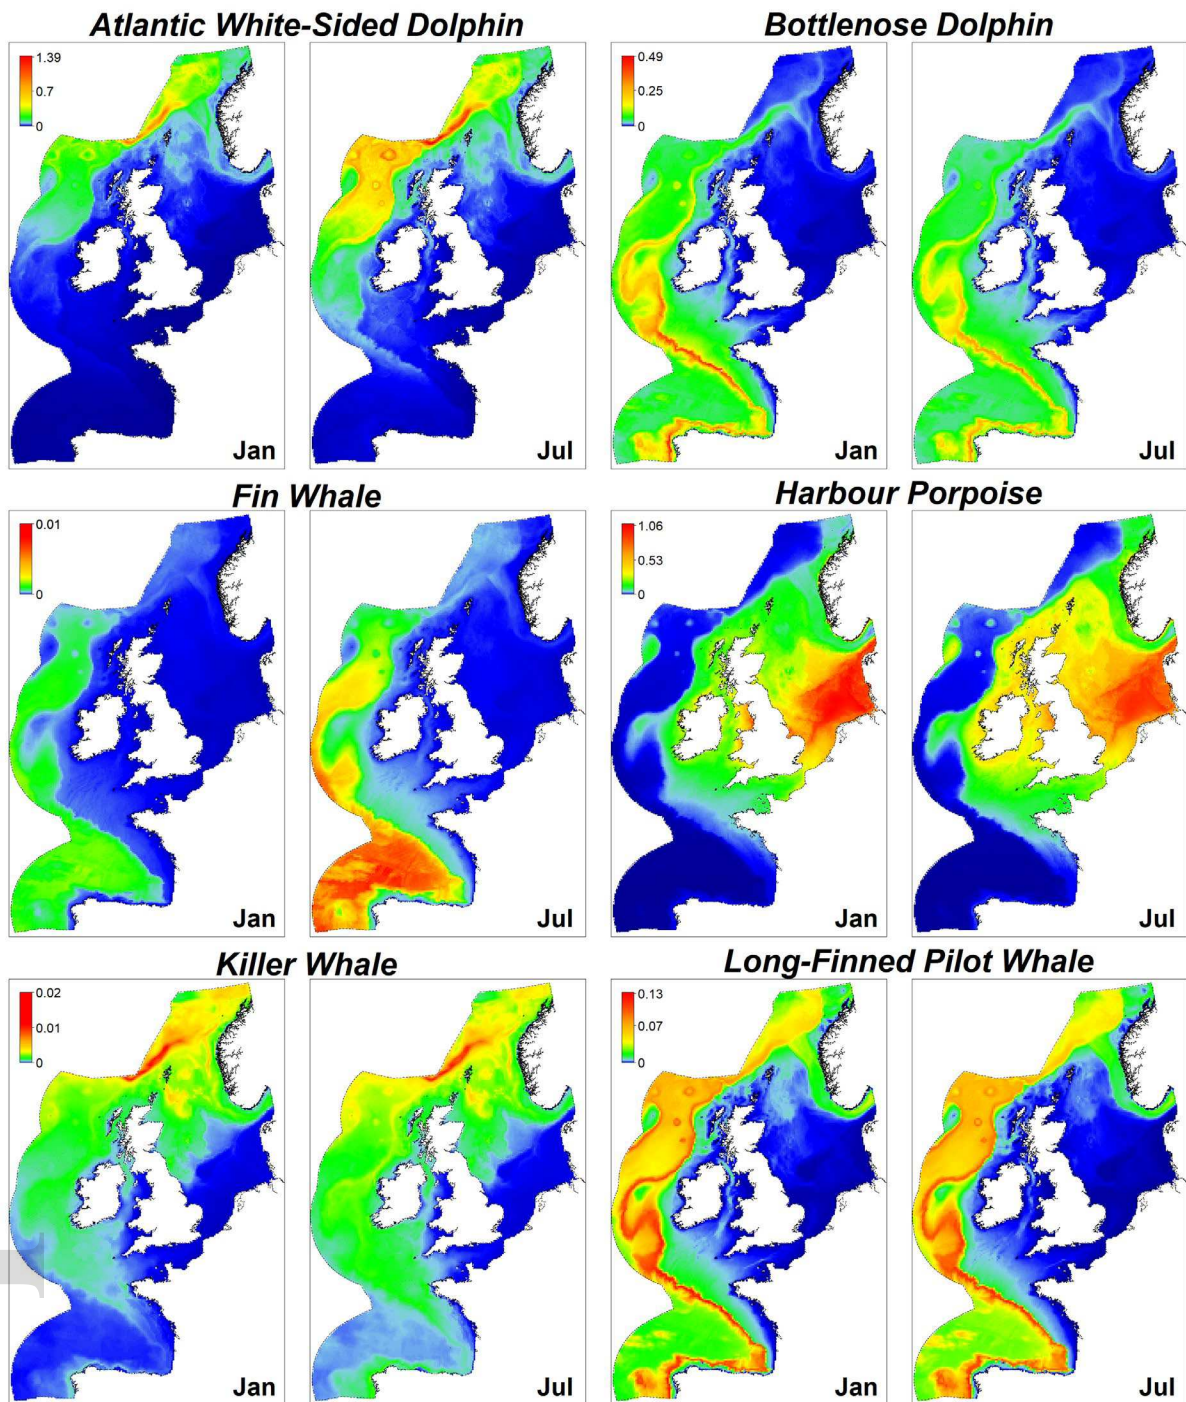 Atlantic White-Sided Dolphin
Bottlenose Dolphin
1.39
0.7
0
Jan
Jul
0.49
0.25
0
Jan
Jul
Fin Whale
Harbour Porpoise
0.01
0
Jan
Jul
1.06
0.53
0
Jan
Jul
Killer Whale
Long-Finned Pilot Whale
0.02
0.01
0
Jan
Jul
0.13
0.07
0
Jan
Jul